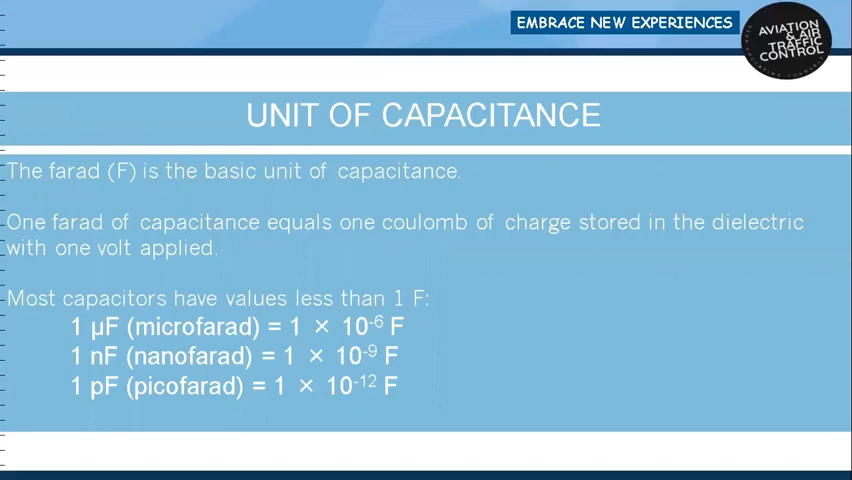 EMBRACE NEW EXPERIENCES
AVIATION
& AIR
TRAFFIC
CONTROL
UNIT OF CAPACITANCE
The farad (F) is the basic unit of capacitance.
One farad of capacitance equals one coulomb of charge stored in the dielectric
with one volt applied.
Most capacitors have values less than 1 F:
1 µF (microfarad) = 1 × 10⁻⁶ F
1 nF (nanofarad) = 1 × 10⁻⁹ F
1 pF (picofarad) = 1 × 10⁻¹² F